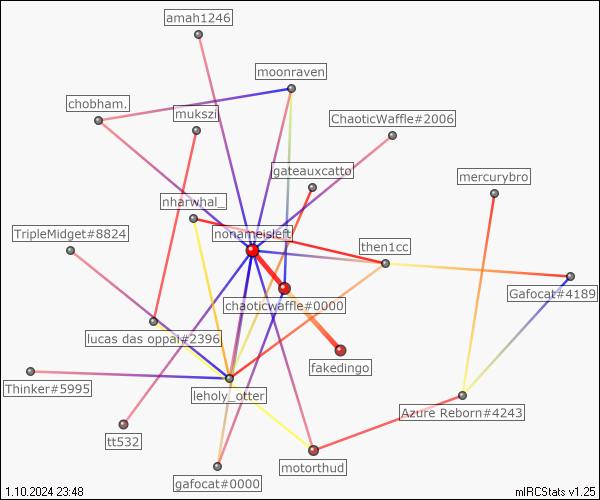 amah1246
moonraven
chobham.
mukszi
ChaoticWaffle#2006
gateauxcatto
mercurybro
nharwhal_
nonameisleft
TripleMidget#8824
then1cc
Gafocat#4189
chaoticwaffle#0000
lucas das oppai#2396
fakedingo
Thinker#5995
leholy_otter
Azure Reborn#4243
tt532
motorthud
gafocat#0000
1.10.2024 23:48
mIRCStats v1.25